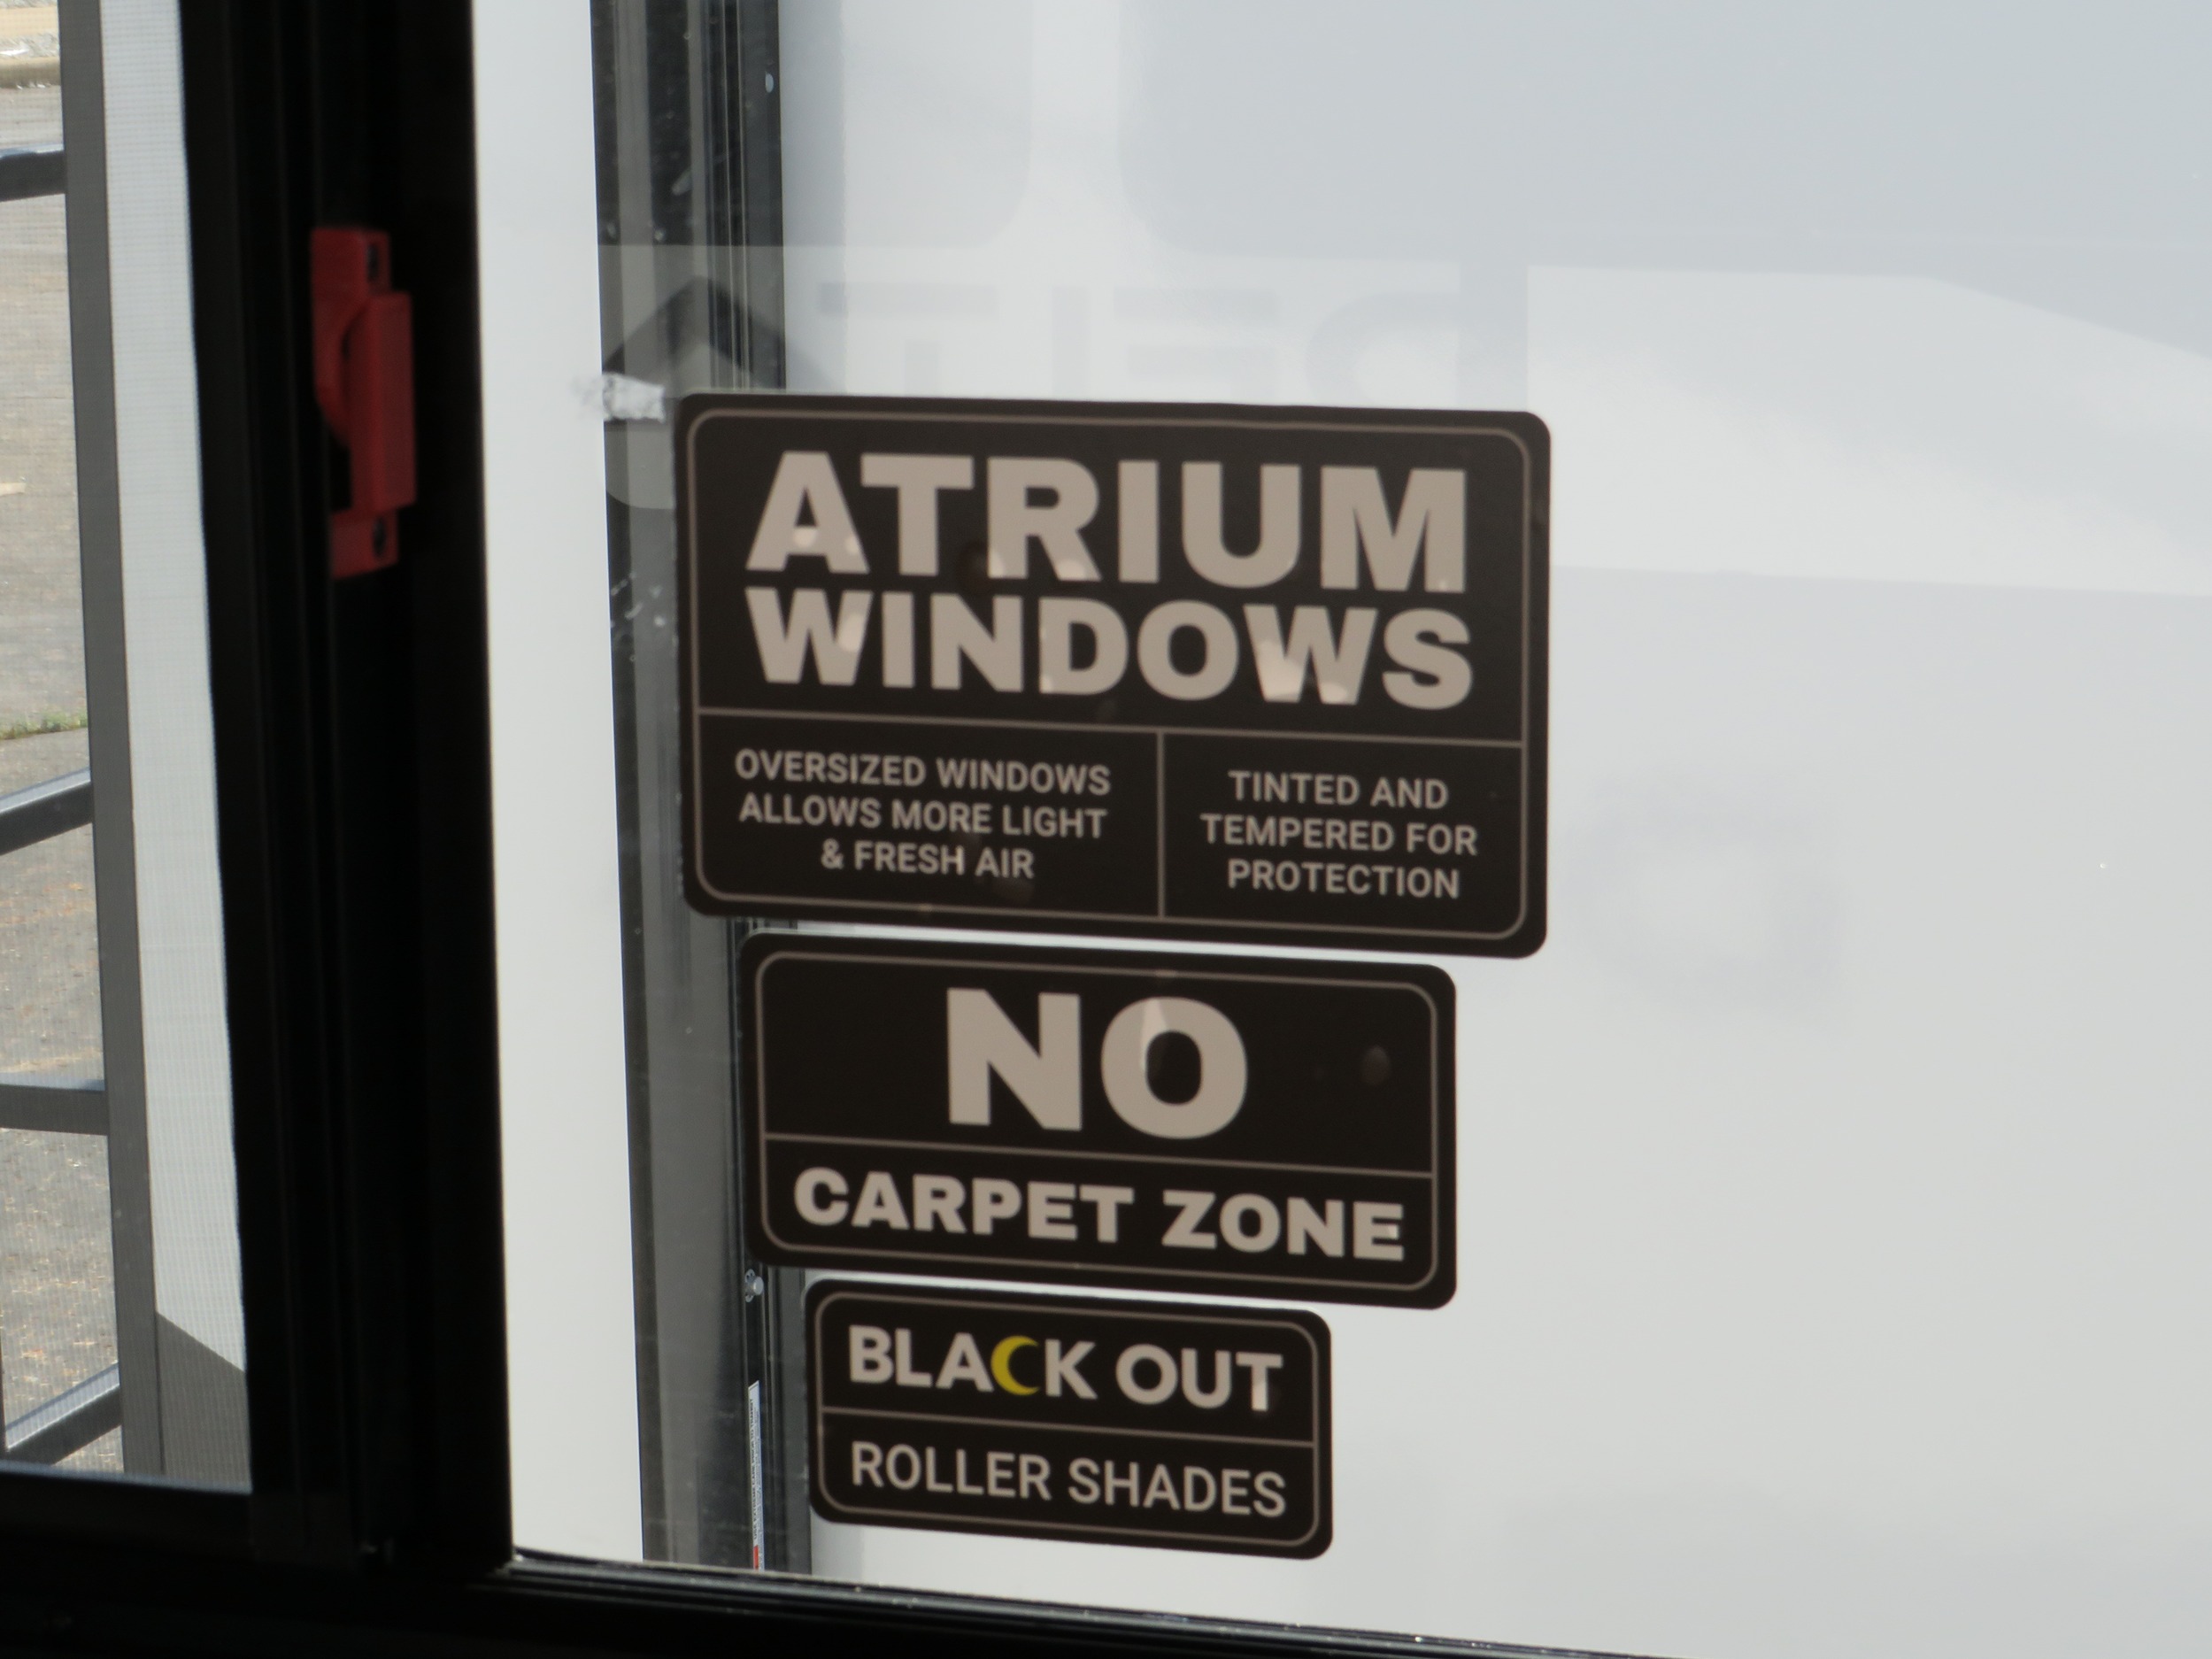 ATRIUM
WINDOWS
OVERSIZED WINDOWS
ALLOWS MORE LIGHT
& FRESH AIR
TINTED AND
TEMPERED FOR
PROTECTION
NO
CARPET ZONE
BLACK OUT
ROLLER SHADES